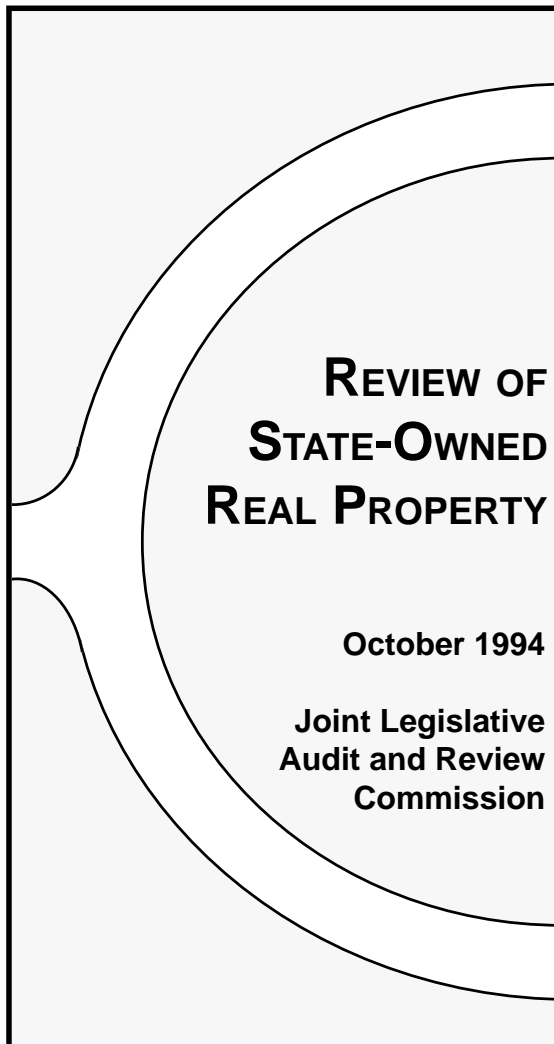 REVIEW OF
STATE-OWNED
REAL PROPERTY
October 1994
Joint Legislative
Audit and Review
Commission